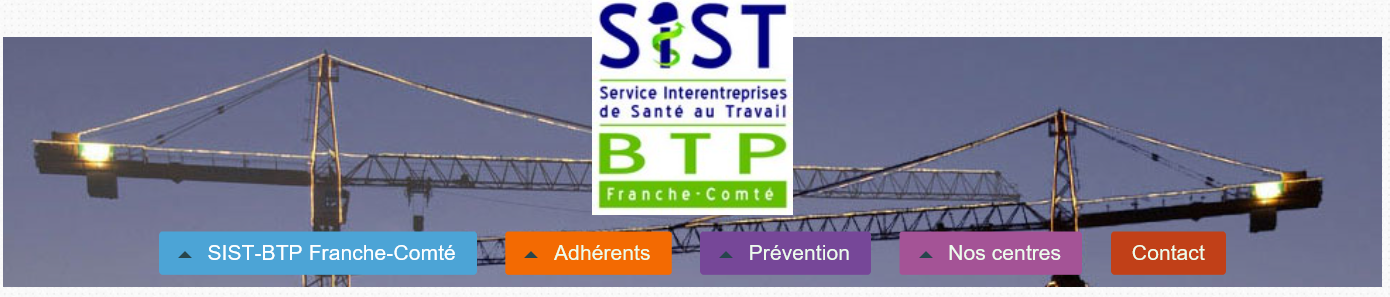 SIST
Service Interentreprises
de Santé au Travail
BTP
Franche-Comté
SIST-BTP Franche-Comté
Adhérents
Prévention
Nos centres
Contact